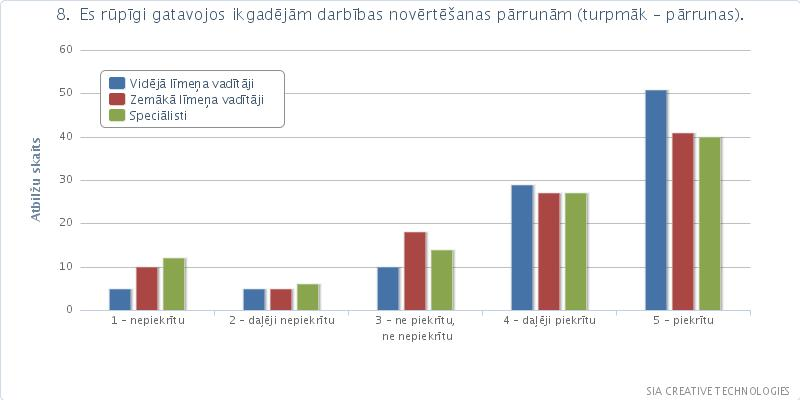 8. Es rūpīgi gatavojos ikgadējām darbības novērtēšanas pārrunām (turpmāk – pārrunas).
60
50
40
30
20
10
0
Atbilžu skaits
Vidējā līmeņa vadītāji
Zemākā līmeņa vadītāji
Speciālisti
1 – nepiekrītu
2 – daļēji nepiekrītu
3 – ne piekrītu,
ne nepiekrītu
4 – daļēji piekrītu
5 – piekrītu
SIA CREATIVE TECHNOLOGIES